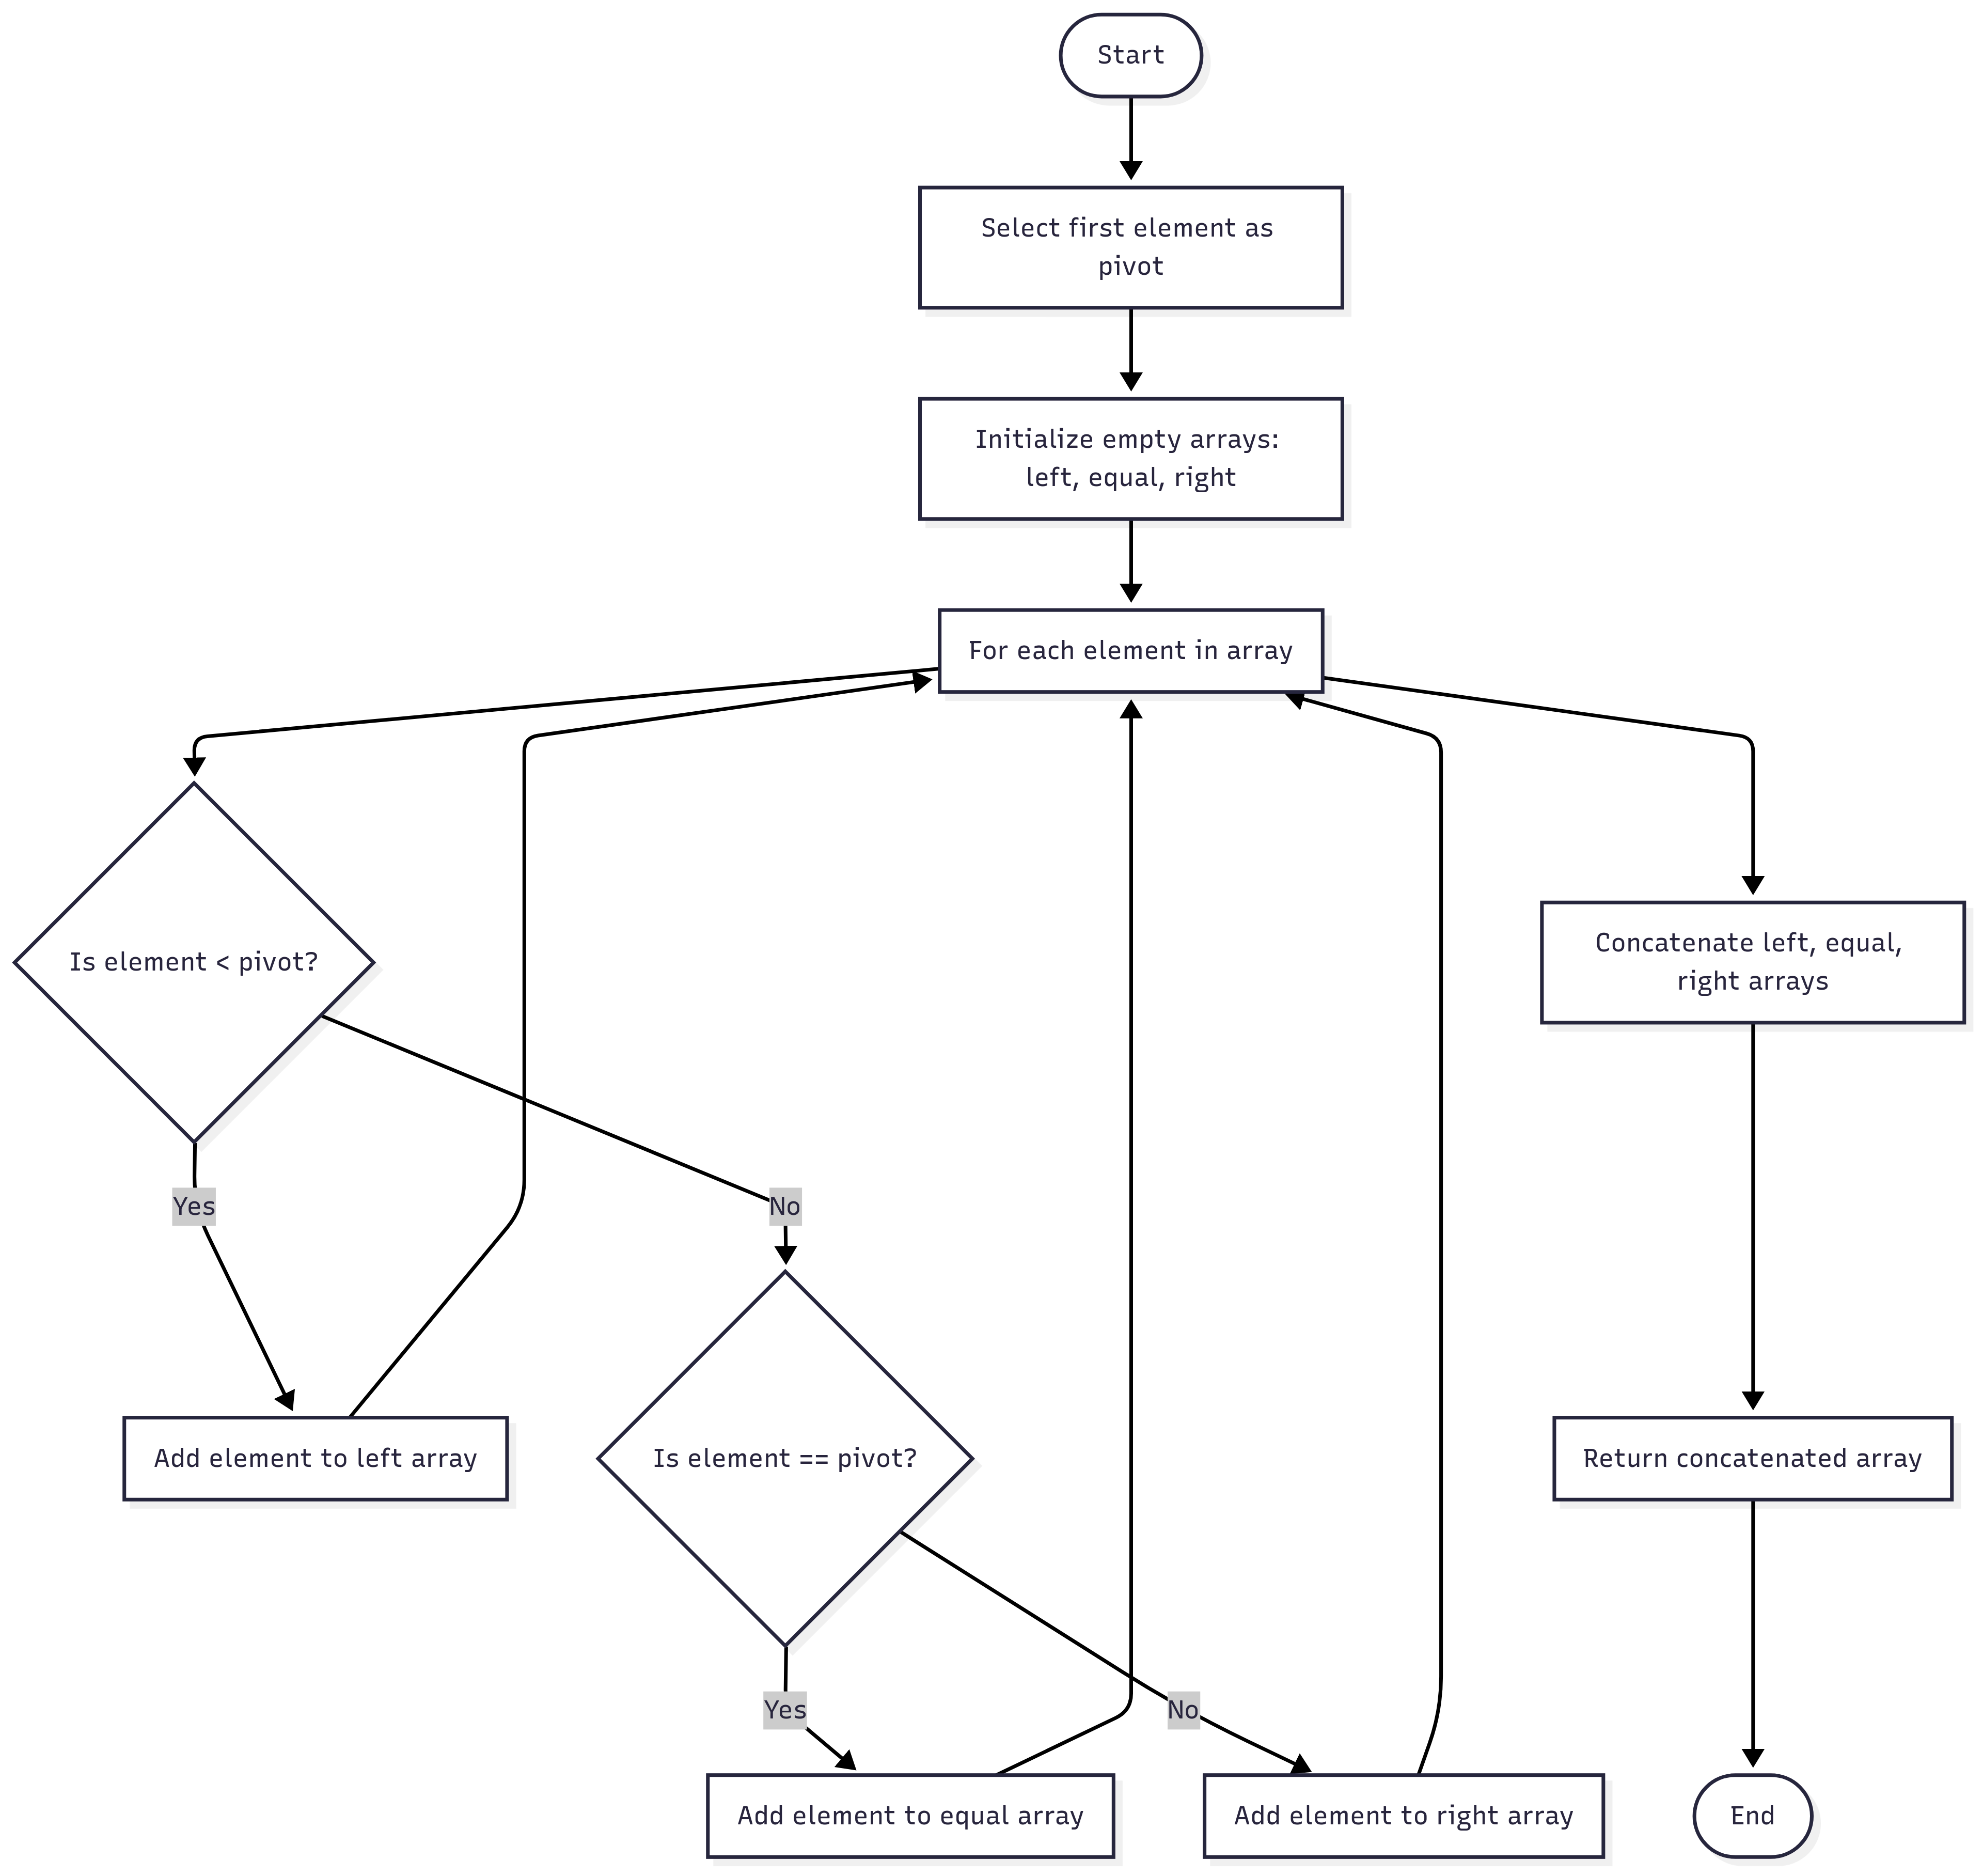 Start
Select first element as
pivot
Initialize empty arrays:
left, equal, right
For each element in array
Is element < pivot?
Concatenate left, equal,
right arrays
Yes
No
Add element to left array
Is element == pivot?
Return concatenated array
Yes
No
Add element to equal array
Add element to right array
End